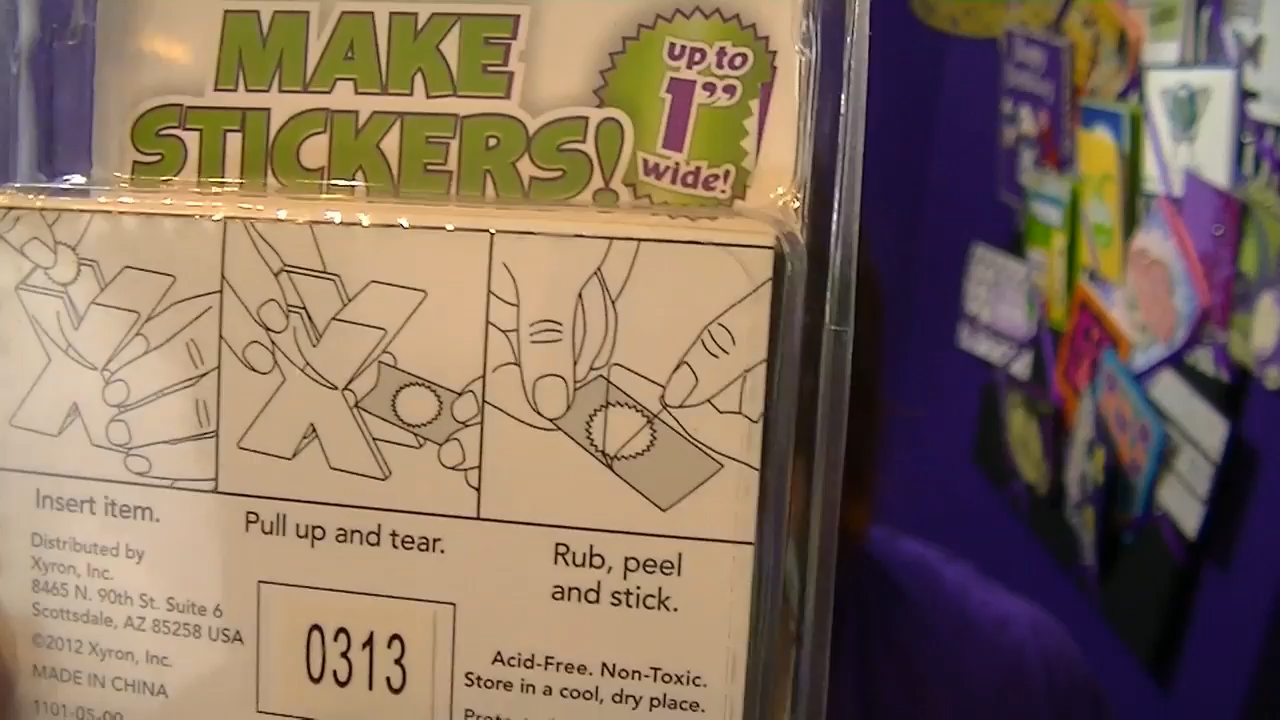 MAKE
STICKERS!
up to
1"
wide!
Insert item.
Pull up and tear.
Rub, peel
and stick.
Distributed by
Xyron, Inc.
8465 N. 90th St. Suite 6
Scottsdale, AZ 85258 USA
©2012 Xyron, Inc.
MADE IN CHINA
1101-05-00
0313
Acid-Free. Non-Toxic.
Store in a cool, dry place.